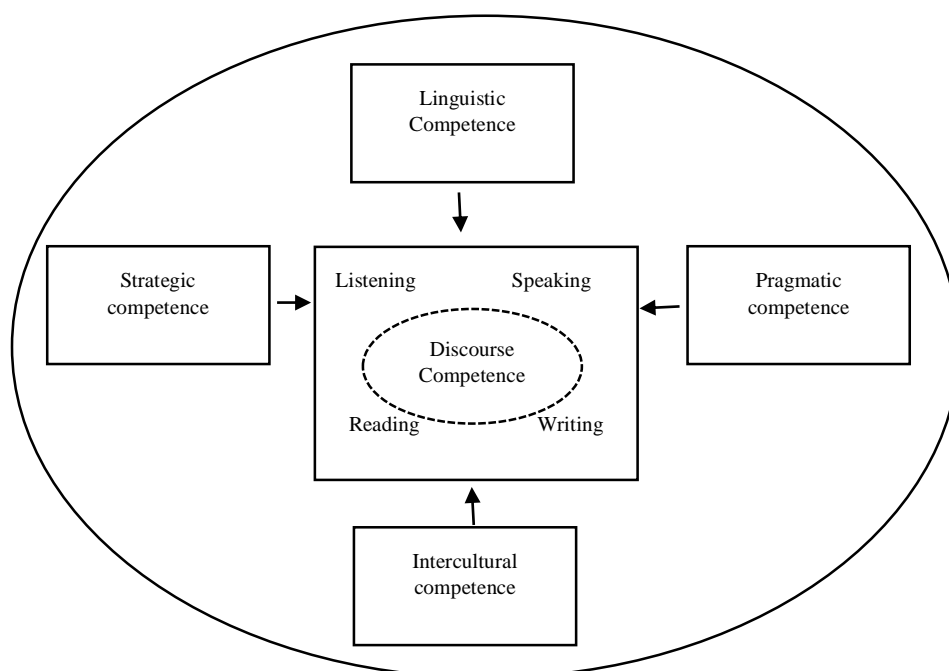 Linguistic
Competence
Strategic
competence
Listening
Speaking
Pragmatic
competence
Discourse
Competence
Reading
Writing
Intercultural
competence